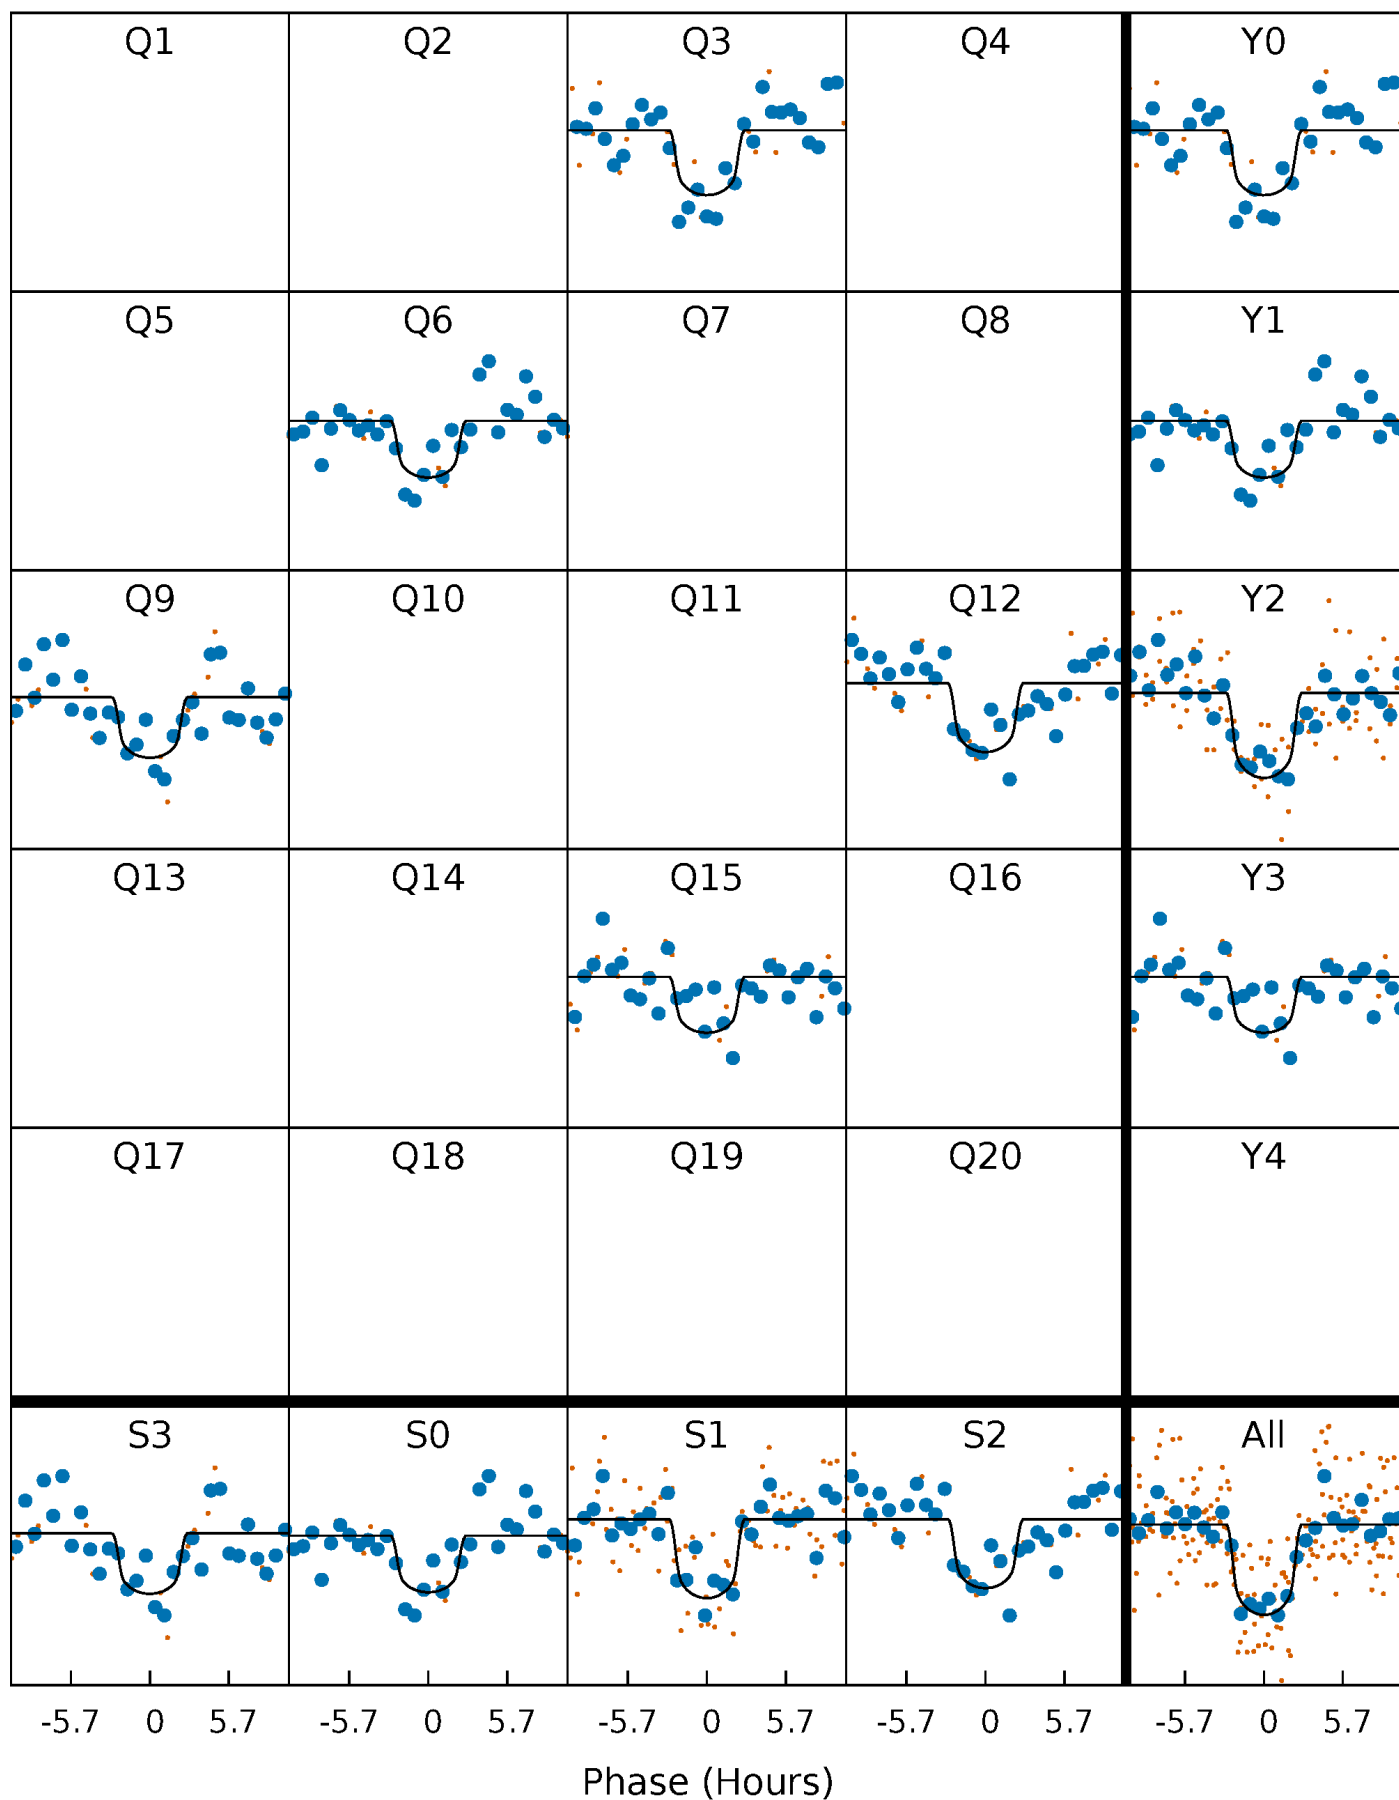 Q1 Q2 Q3 Q4 Y0
Q5 Q6 Q7 Q8 Y1
Q9 Q10 Q11 Q12 Y2
Q13 Q14 Q15 Q16 Y3
Q17 Q18 Q19 Q20 Y4
S3 S0 S1 S2 All
-5.7 0 5.7 -5.7 0 5.7 -5.7 0 5.7 -5.7 0 5.7 -5.7 0 5.7
Phase (Hours)